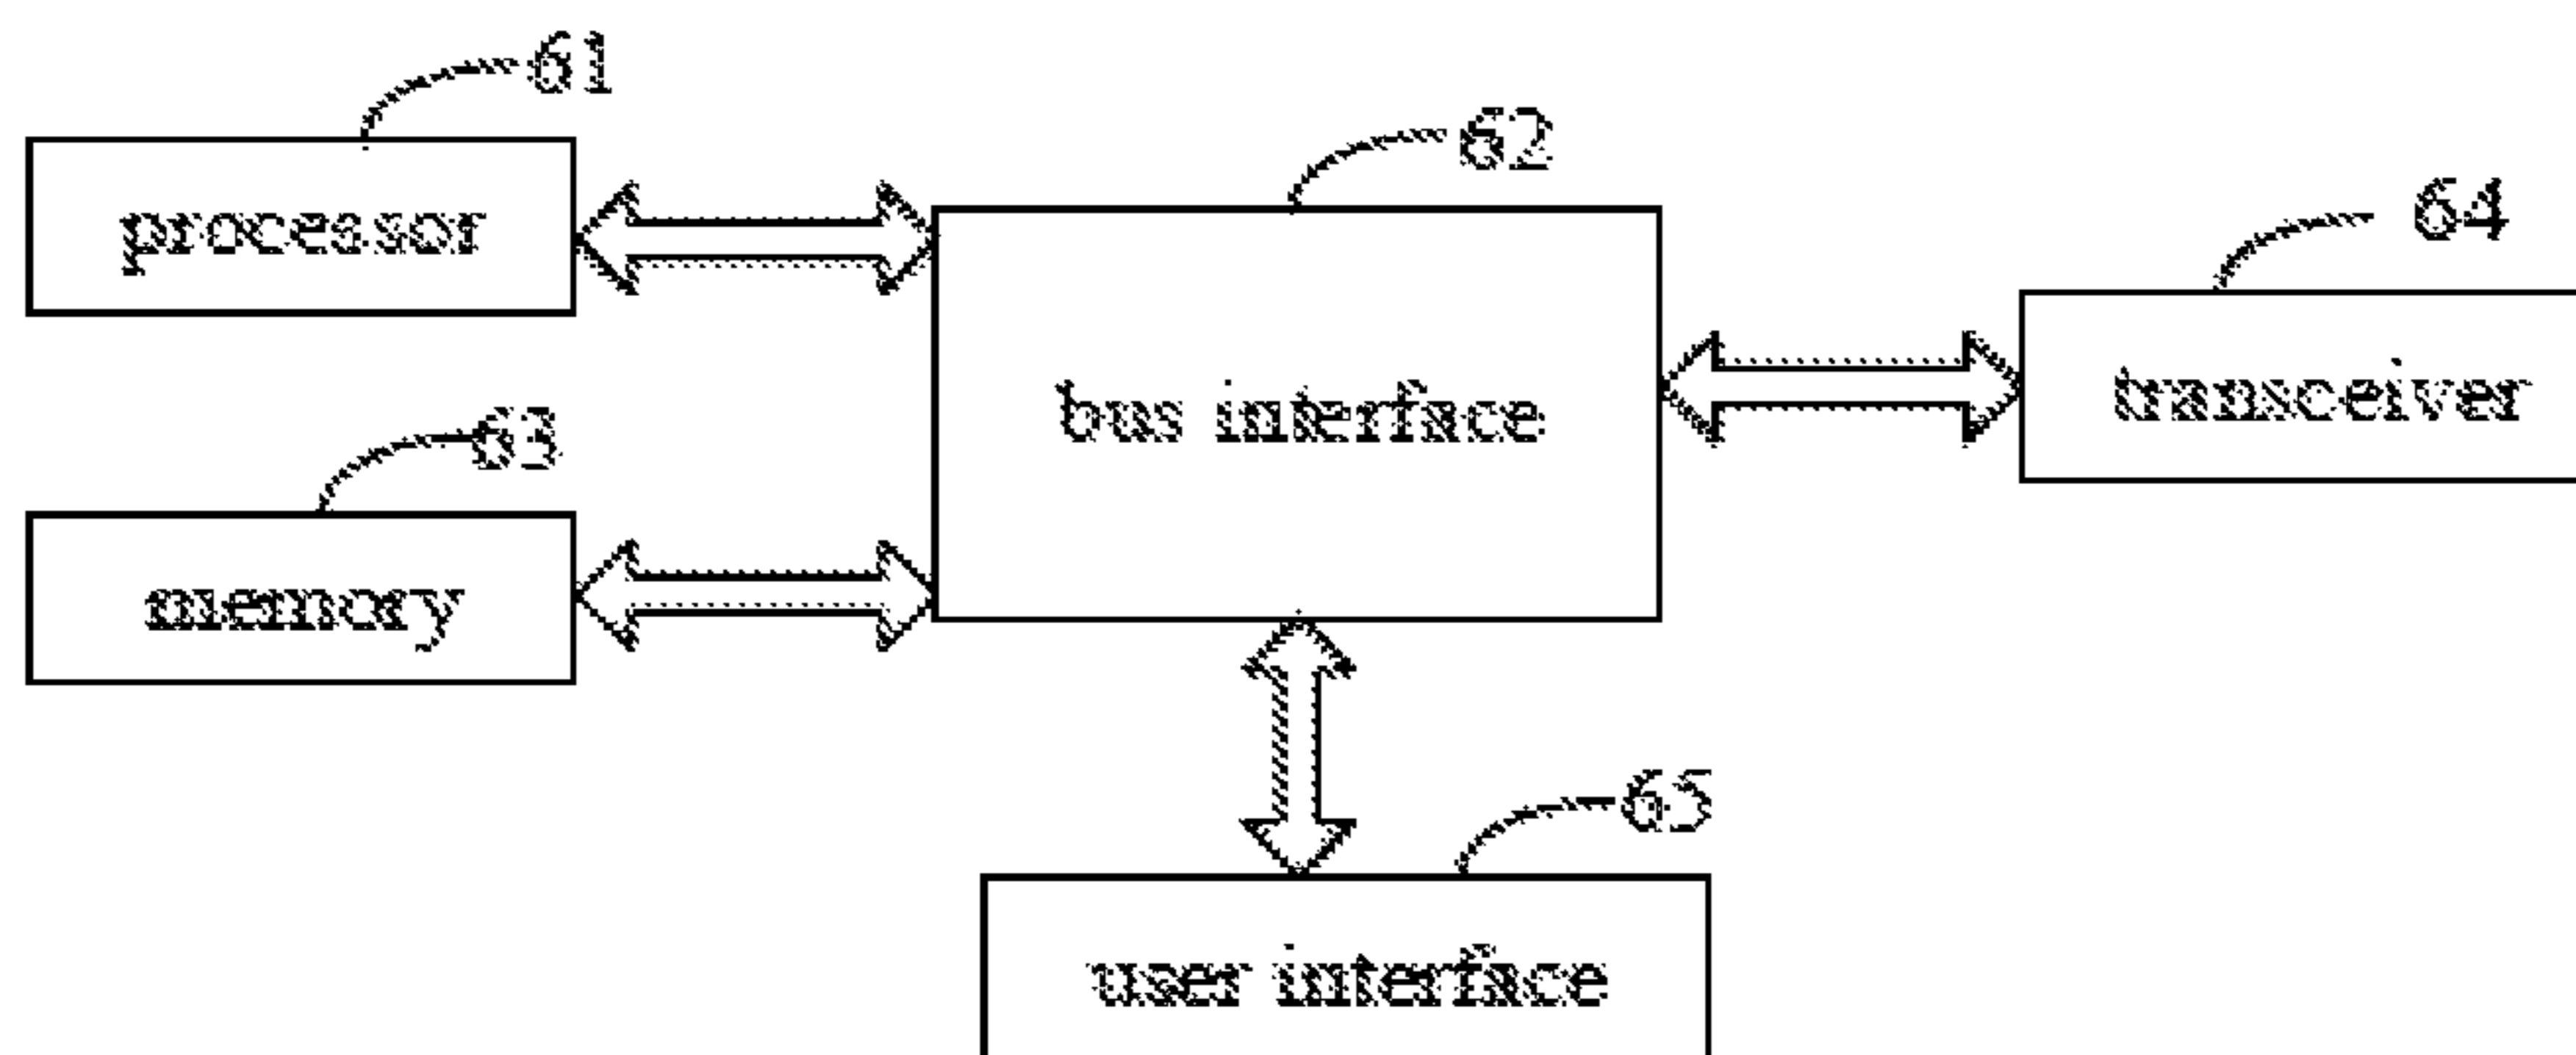 61
processor
62
bus interface
64
transceiver
63
memory
65
user interface